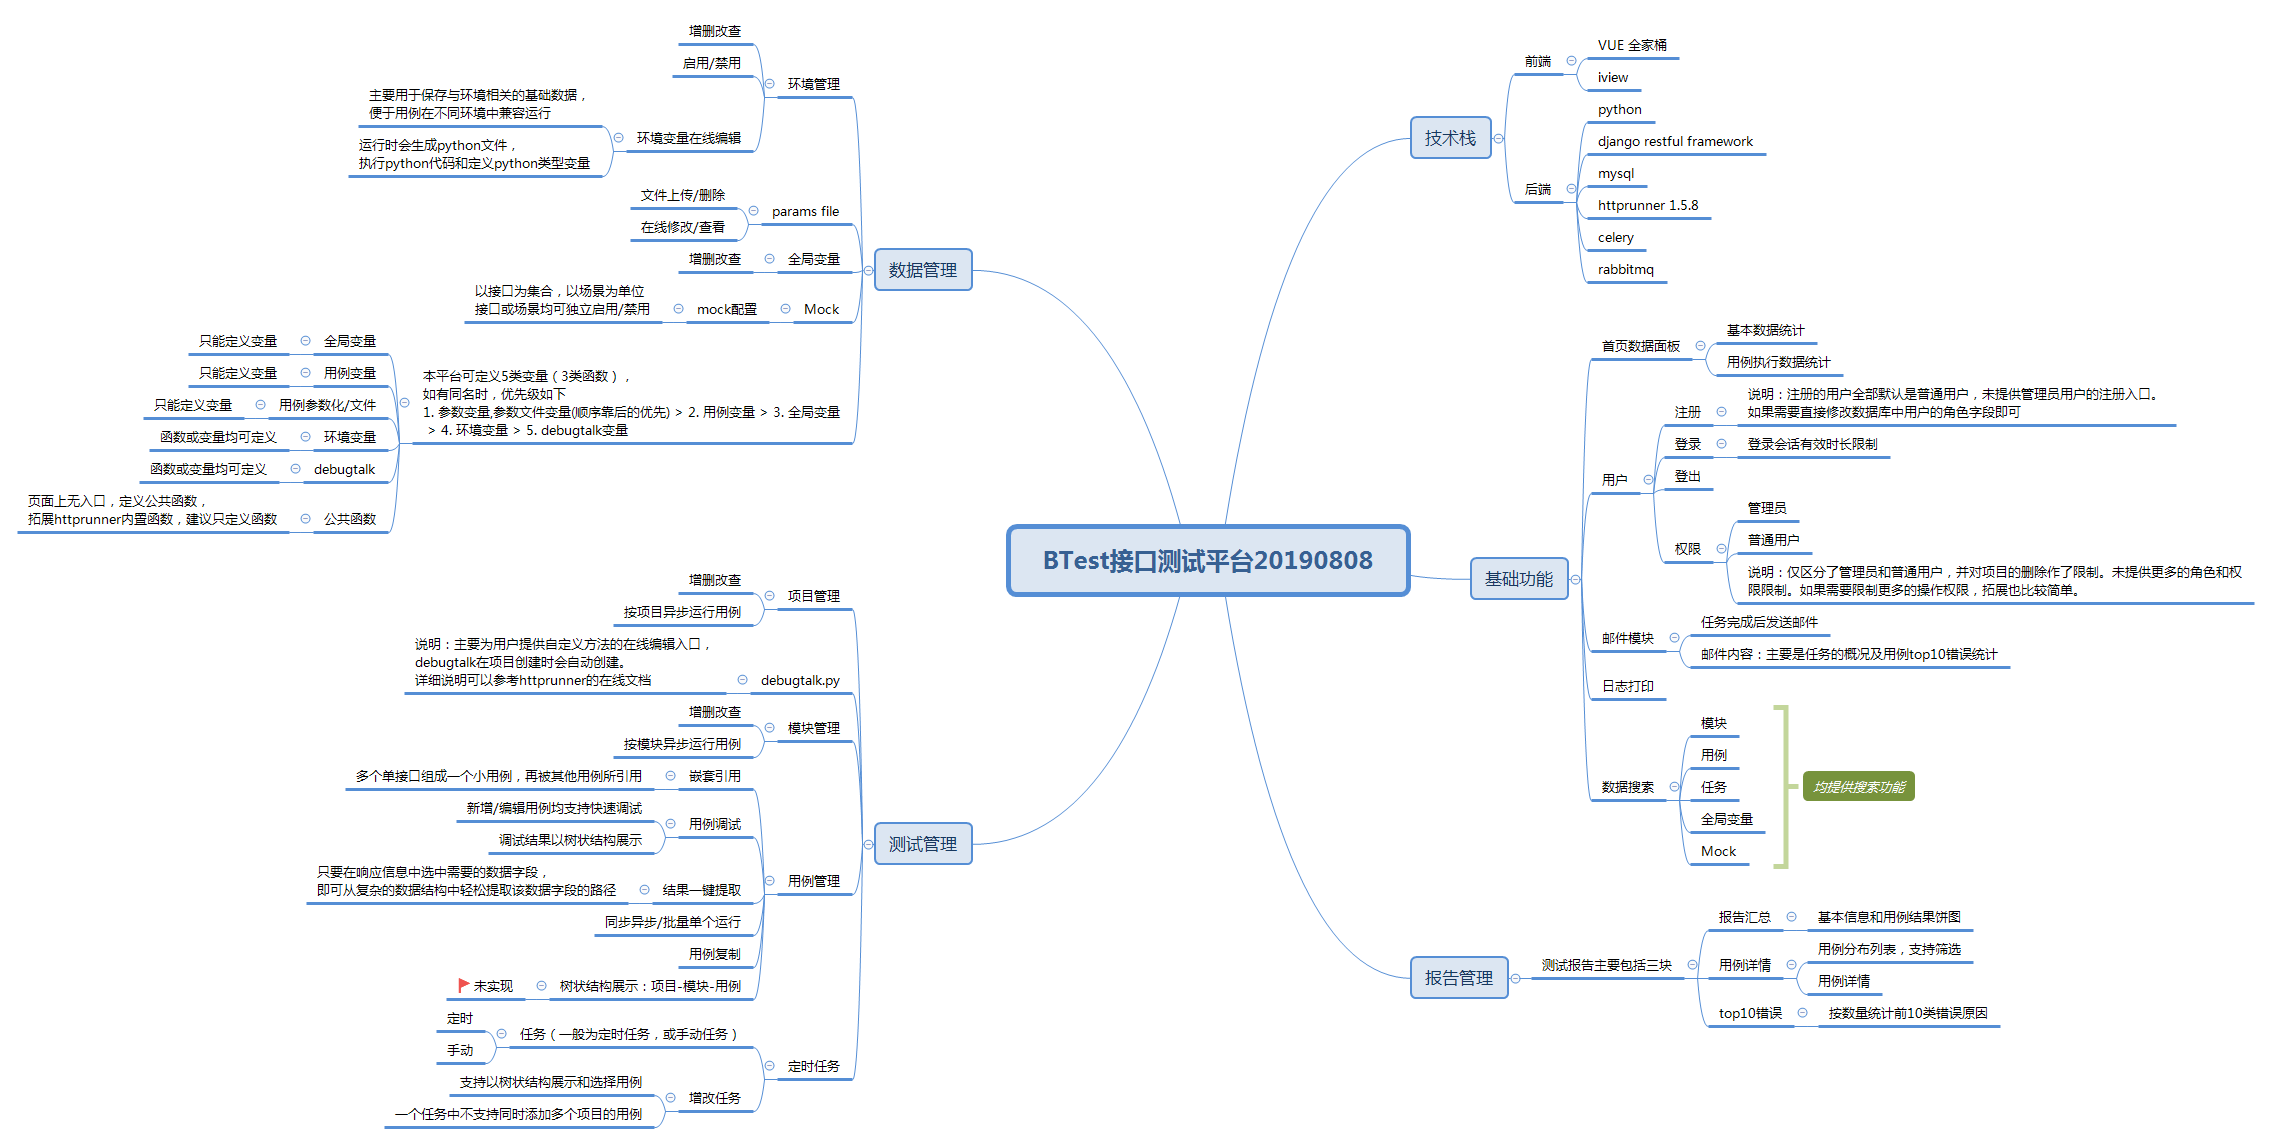 BTest接口测试平台20190808
技术栈
前端
VUE 全家桶
iview
后端
python
django restful framework
mysql
httprunner 1.5.8
celery
rabbitmq
基础功能
首页数据面板
基本数据统计
用例执行数据统计
用户
注册
说明：注册的用户全部默认是普通用户，未提供管理员用户的注册入口。
如果需要直接修改数据库中用户的角色字段即可
登录
登录会话有效时长限制
登出
权限
管理员
普通用户
说明：仅区分了管理员和普通用户，并对项目的删除作了限制。未提供更多的角色和权
限限制。如果需要限制更多的操作权限，拓展也比较简单。
邮件模块
任务完成后发送邮件
邮件内容：主要是任务的概况及用例top10错误统计
日志打印
数据搜索
模块
用例
任务
全局变量
Mock
均提供搜索功能
报告管理
测试报告主要包括三块
报告汇总
基本信息和用例结果饼图
用例详情
用例分布列表，支持筛选
用例详情
top10错误
按数量统计前10类错误原因
数据管理
环境管理
增删改查
启用/禁用
环境变量在线编辑
主要用于保存与环境相关的基础数据，
便于用例在不同环境中兼容运行
运行时会生成python文件，
执行python代码和定义python类型变量
params file
文件上传/删除
在线修改/查看
全局变量
增删改查
Mock
mock配置
以接口为集合，以场景为单位
接口或场景均可独立启用/禁用
本平台可定义5类变量（3类函数），
如有同名时，优先级如下
1. 参数变量,参数文件变量(顺序靠后的优先) > 2. 用例变量 > 3. 全局变量
> 4. 环境变量 > 5. debugtalk变量
全局变量
只能定义变量
用例变量
只能定义变量
用例参数化/文件
只能定义变量
环境变量
函数或变量均可定义
debugtalk
函数或变量均可定义
公共函数
页面上无入口，定义公共函数，
拓展httprunner内置函数，建议只定义函数
测试管理
项目管理
增删改查
按项目异步运行用例
debugtalk.py
说明：主要为用户提供自定义方法的在线编辑入口，
debugtalk在项目创建时会自动创建。
详细说明可以参考httprunner的在线文档
模块管理
增删改查
按模块异步运行用例
用例管理
嵌套引用
多个单接口组成一个小用例，再被其他用例所引用
用例调试
新增/编辑用例均支持快速调试
调试结果以树状结构展示
结果一键提取
只要在响应信息中选中需要的数据字段，
即可从复杂的数据结构中轻松提取该数据字段的路径
同步异步/批量单个运行
用例复制
树状结构展示：项目-模块-用例
未实现
定时任务
任务（一般为定时任务，或手动任务）
定时
手动
增改任务
支持以树状结构展示和选择用例
一个任务中不支持同时添加多个项目的用例